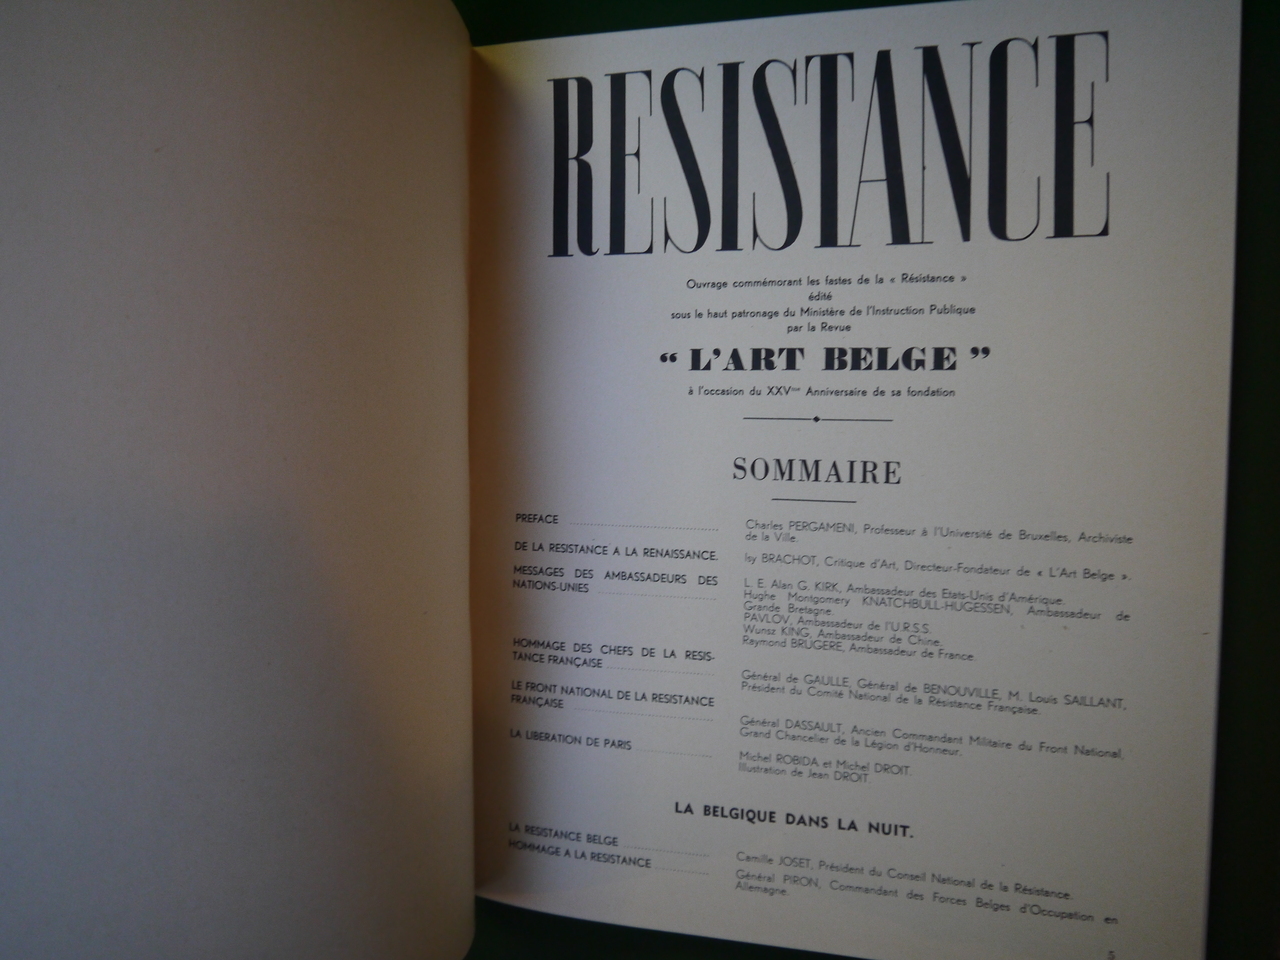 RESISTANCE
Ouvrage commémorant les fastes de la « Résistance »
édité
sous le haut patronage du Ministère de l'Instruction Publique
par la Revue
“ L'ART BELGE ”
à l'occasion du XXVme Anniversaire de sa fondation
SOMMAIRE
PREFACE
Charles PERGAMENI, Professeur à l'Université de Bruxelles, Archiviste
de la Ville.
DE LA RESISTANCE A LA RENAISSANCE.
Isy BRACHOT, Critique d'Art, Directeur-Fondateur de « L'Art Belge ».
MESSAGES DES AMBASSADEURS DES
NATIONS-UNIES
L. E. Alan G. KIRK, Ambassadeur des Etats-Unis d'Amérique.
Hughe Montgomery KNATCHBULL-HUGESSEN, Ambassadeur de
Grande Bretagne.
PAVLOV, Ambassadeur de l'U.R.S.S.
Wunsz KING, Ambassadeur de Chine.
Raymond BRUGERE, Ambassadeur de France.
HOMMAGE DES CHEFS DE LA RESIS-
TANCE FRANÇAISE
Général de GAULLE, Général de BENOUVILLE, M. Louis SAILLANT,
Président du Comité National de la Résistance Française.
LE FRONT NATIONAL DE LA RESISTANCE
FRANÇAISE
Général DASSAULT, Ancien Commandant Militaire du Front National,
Grand Chancelier de la Légion d'Honneur.
LA LIBERATION DE PARIS
Michel ROBIDA et Michel DROIT.
Illustration de Jean DROIT.
LA BELGIQUE DANS LA NUIT.
LA RESISTANCE BELGE
Camille JOSET, Président du Conseil National de la Résistance.
HOMMAGE A LA RESISTANCE
Général PIRON, Commandant des Forces Belges d'Occupation en
Allemagne.
5